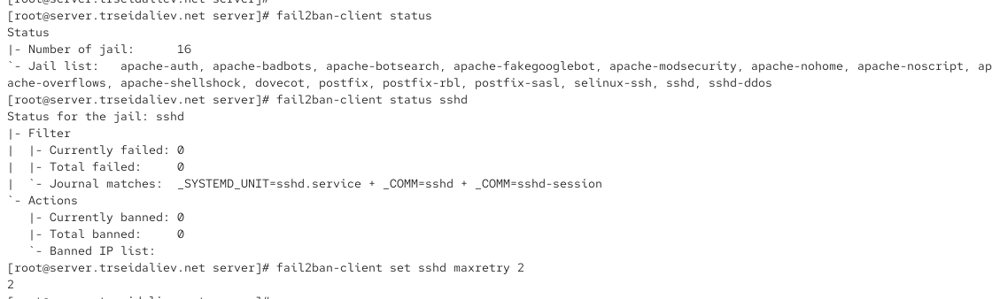 [root@server.trseidaliev.net server]#
[root@server.trseidaliev.net server]# fail2ban-client status
Status
|- Number of jail:      16
`- Jail list:   apache-auth, apache-badbots, apache-botsearch, apache-fakegooglebot, apache-modsecurity, apache-nohome, apache-noscript, ap
ache-overflows, apache-shellshock, dovecot, postfix, postfix-rbl, postfix-sasl, selinux-ssh, sshd, sshd-ddos
[root@server.trseidaliev.net server]# fail2ban-client status sshd
Status for the jail: sshd
|- Filter
|  |- Currently failed: 0
|  |- Total failed:     0
|  `- Journal matches:  _SYSTEMD_UNIT=sshd.service + _COMM=sshd + _COMM=sshd-session
`- Actions
   |- Currently banned: 0
   |- Total banned:     0
   `- Banned IP list:
[root@server.trseidaliev.net server]# fail2ban-client set sshd maxretry 2
2